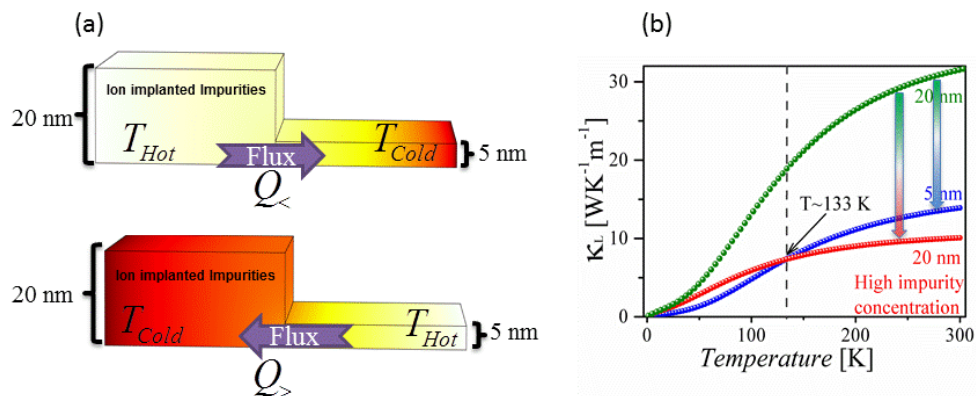 (a)
20 nm
Ion implanted Impurities
T_Hot
T_Cold
5 nm
Flux
Q_<
20 nm
Ion implanted Impurities
T_Cold
T_Hot
5 nm
Flux
Q_>
(b)
κ_L [WK⁻¹m⁻¹]
30
20
10
0
20 nm
5 nm
T~133 K
20 nm
High impurity
concentration
0 100 200 300
Temperature [K]